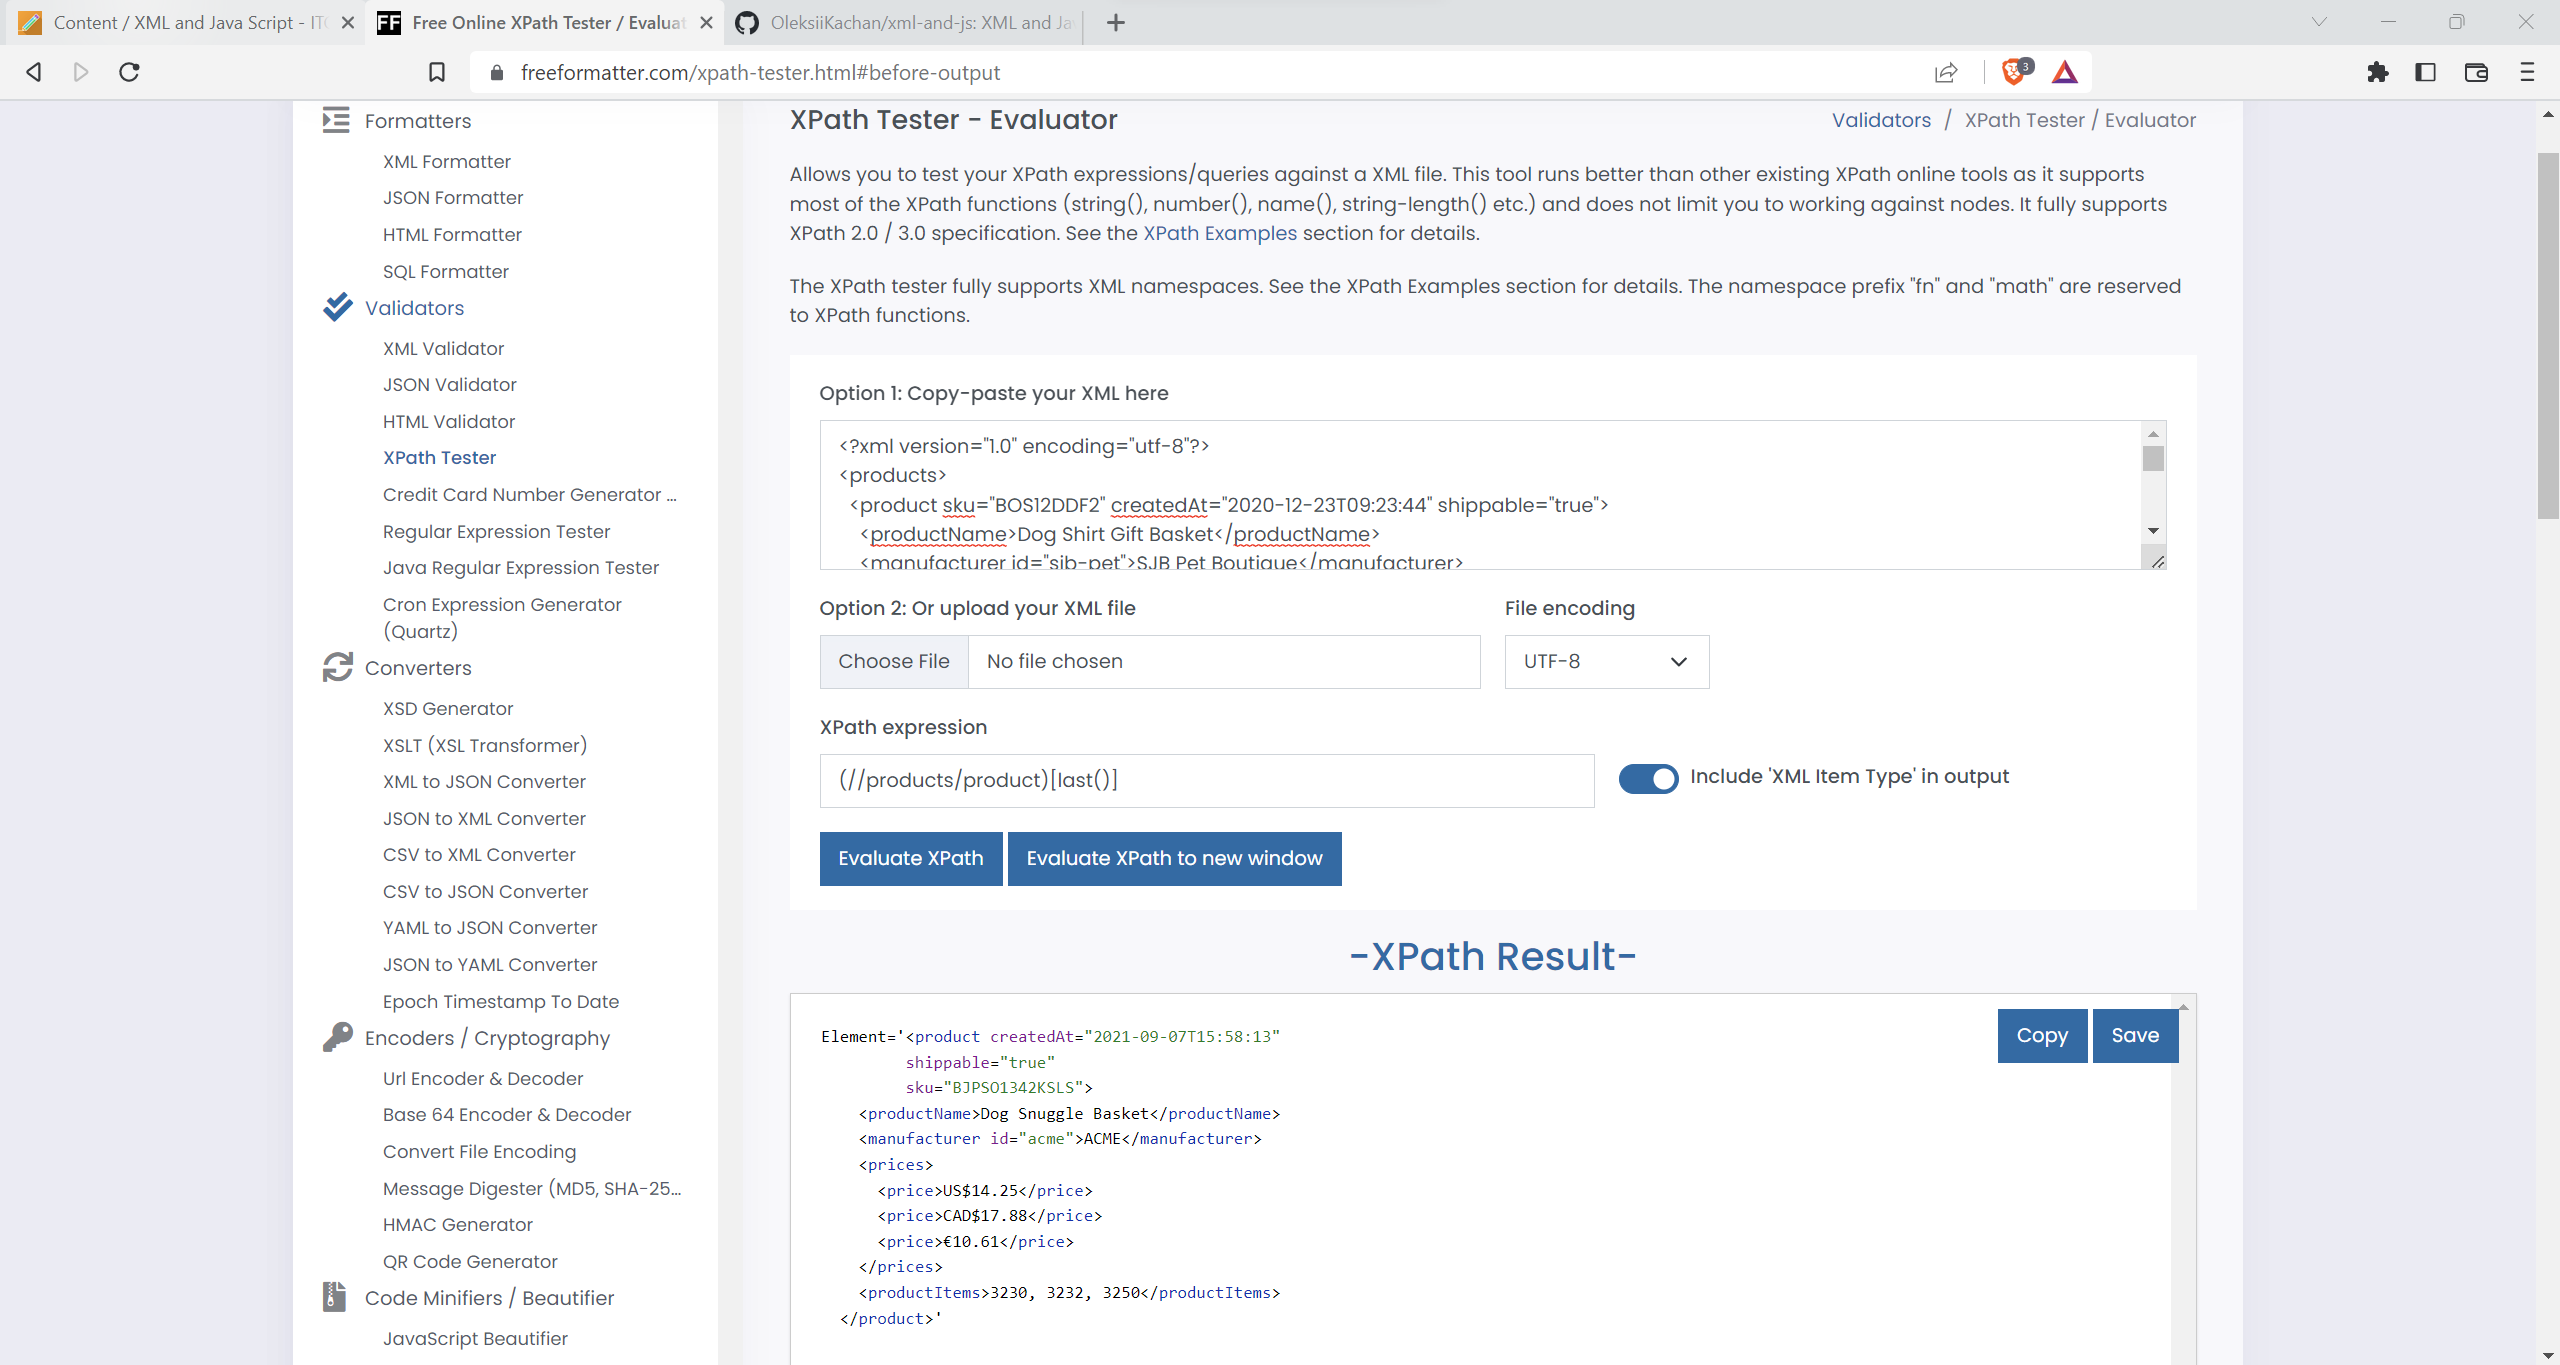 Content / XML and Java Script - IT
Free Online XPath Tester / Evaluat
OleksiiKachan/xml-and-js: XML and Ja
freeformatter.com/xpath-tester.html#before-output
3
Formatters
XML Formatter
JSON Formatter
HTML Formatter
SQL Formatter
Validators
XML Validator
JSON Validator
HTML Validator
XPath Tester
Credit Card Number Generator ...
Regular Expression Tester
Java Regular Expression Tester
Cron Expression Generator
(Quartz)
Converters
XSD Generator
XSLT (XSL Transformer)
XML to JSON Converter
JSON to XML Converter
CSV to XML Converter
CSV to JSON Converter
YAML to JSON Converter
JSON to YAML Converter
Epoch Timestamp To Date
Encoders / Cryptography
Url Encoder & Decoder
Base 64 Encoder & Decoder
Convert File Encoding
Message Digester (MD5, SHA-25...
HMAC Generator
QR Code Generator
Code Minifiers / Beautifier
JavaScript Beautifier
XPath Tester - Evaluator
Validators / XPath Tester / Evaluator
Allows you to test your XPath expressions/queries against a XML file. This tool runs better than other existing XPath online tools as it supports
most of the XPath functions (string(), number(), name(), string-length() etc.) and does not limit you to working against nodes. It fully supports
XPath 2.0 / 3.0 specification. See the XPath Examples section for details.
The XPath tester fully supports XML namespaces. See the XPath Examples section for details. The namespace prefix "fn" and "math" are reserved
to XPath functions.
Option 1: Copy-paste your XML here
<?xml version="1.0" encoding="utf-8"?>
<products>
<product sku="BOS12DDF2" createdAt="2020-12-23T09:23:44" shippable="true">
<productName>Dog Shirt Gift Basket</productName>
<manufacturer id="sjb-pet">SJB Pet Boutique</manufacturer>
Option 2: Or upload your XML file
File encoding
Choose File
No file chosen
UTF-8
XPath expression
(//products/product)[last()]
Include 'XML Item Type' in output
Evaluate XPath
Evaluate XPath to new window
-XPath Result-
Copy
Save
Element='<product createdAt="2021-09-07T15:58:13"
shippable="true"
sku="BJPSO1342KSLS">
<productName>Dog Snuggle Basket</productName>
<manufacturer id="acme">ACME</manufacturer>
<prices>
<price>US$14.25</price>
<price>CAD$17.88</price>
<price>€10.61</price>
</prices>
<productItems>3230, 3232, 3250</productItems>
</product>'